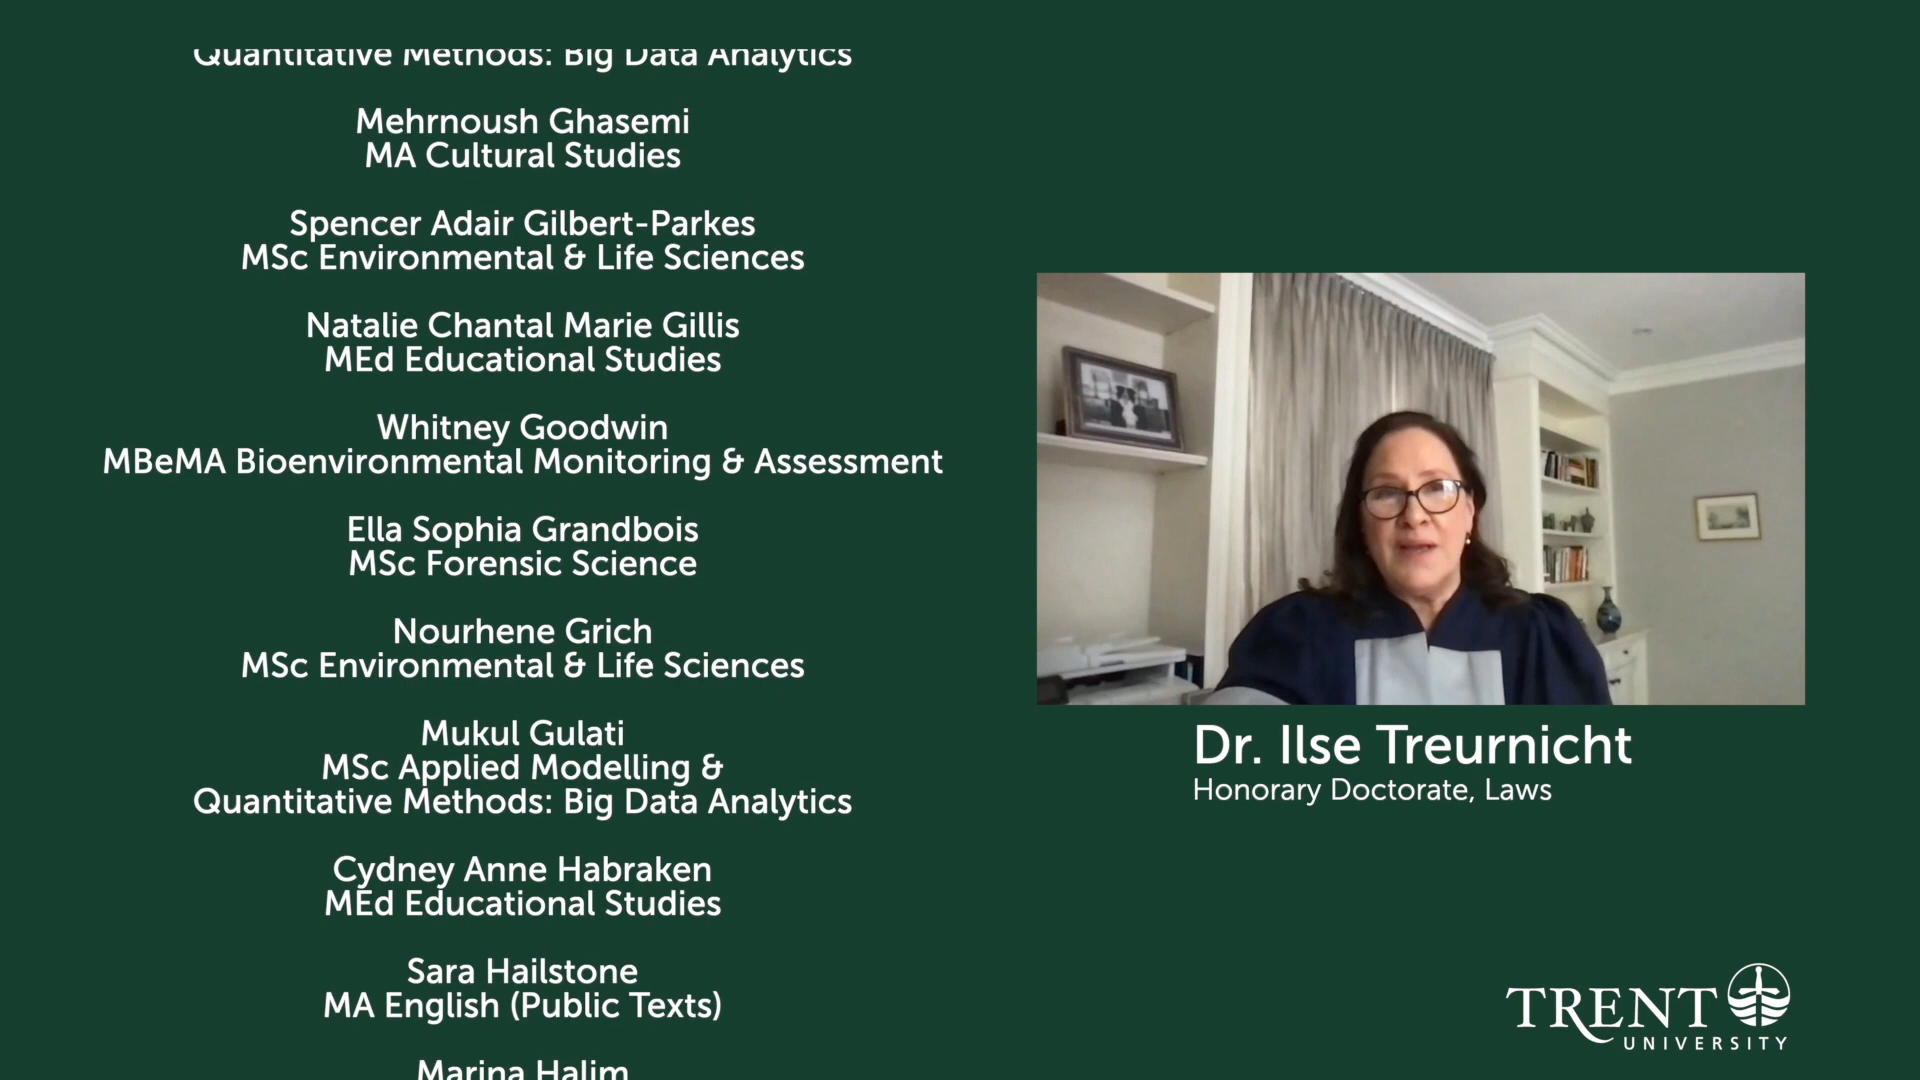 Quantitative Methods: Big Data Analytics
Mehrnoush Ghasemi
MA Cultural Studies
Spencer Adair Gilbert-Parkes
MSc Environmental & Life Sciences
Natalie Chantal Marie Gillis
MEd Educational Studies
Whitney Goodwin
MBeMA Bioenvironmental Monitoring & Assessment
Ella Sophia Grandbois
MSc Forensic Science
Nourhene Grich
MSc Environmental & Life Sciences
Mukul Gulati
MSc Applied Modelling &
Quantitative Methods: Big Data Analytics
Cydney Anne Habraken
MEd Educational Studies
Sara Hailstone
MA English (Public Texts)
Marina Halim
Dr. Ilse Treurnicht
Honorary Doctorate, Laws
TRENT
UNIVERSITY